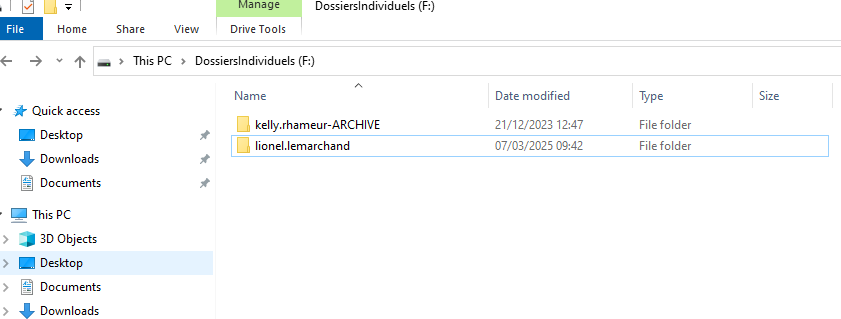 Manage DossiersIndividuels (F:)
File Home Share View Drive Tools
This PC DossiersIndividuels (F:)
Name Date modified Type Size
Quick access
Desktop
Downloads
Documents
This PC
3D Objects
Desktop
Documents
Downloads
kelly.rhameur-ARCHIVE 21/12/2023 12:47 File folder
lionel.lemarchand 07/03/2025 09:42 File folder